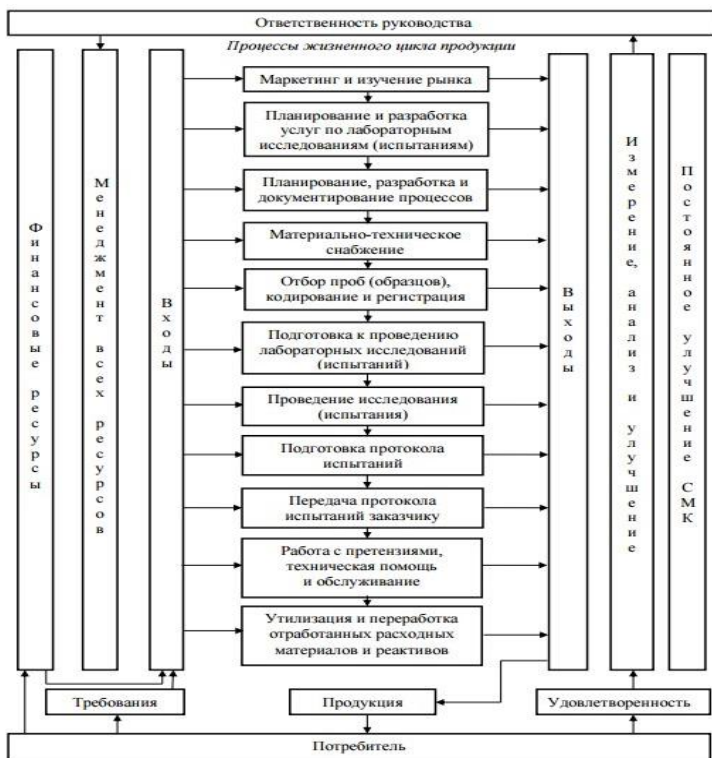 Ответственность руководства
Процессы жизненного цикла продукции
Финансовые ресурсы
Менеджмент всех ресурсов
Входы
Маркетинг и изучение рынка
Планирование и разработка
услуг по лабораторным
исследованиям (испытаниям)
Планирование, разработка и
документирование процессов
Материально-техническое
снабжение
Отбор проб (образцов),
кодирование и регистрация
Подготовка к проведению
лабораторных исследований
(испытаний)
Проведение исследования
(испытания)
Подготовка протокола
испытаний
Передача протокола
испытаний заказчику
Работа с претензиями,
техническая помощь
и обслуживание
Утилизация и переработка
отработанных расходных
материалов и реактивов
Выходы
Измерение, анализ и улучшение
Постоянное улучшение СМК
Требования
Продукция
Удовлетворенность
Потребитель